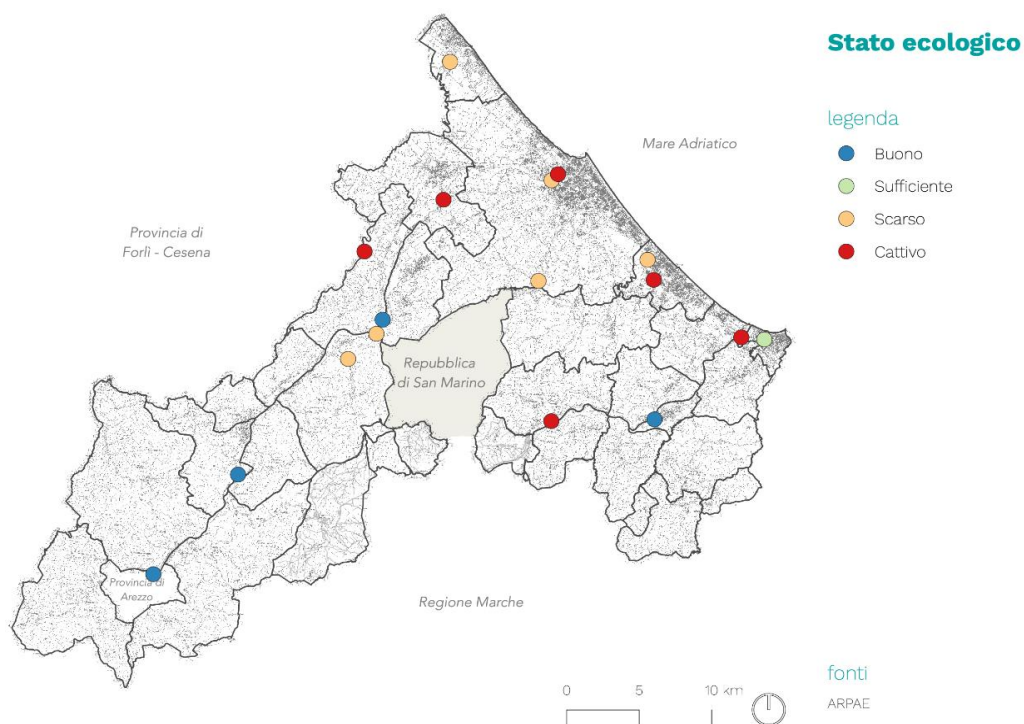 Stato ecologico
legenda
Mare Adriatico
Buono
Sufficiente
Scarso
Cattivo
Provincia di
Forlì - Cesena
Repubblica
di San Marino
Provincia di
Arezzo
Regione Marche
fonti
ARPAE
0 5 10 km